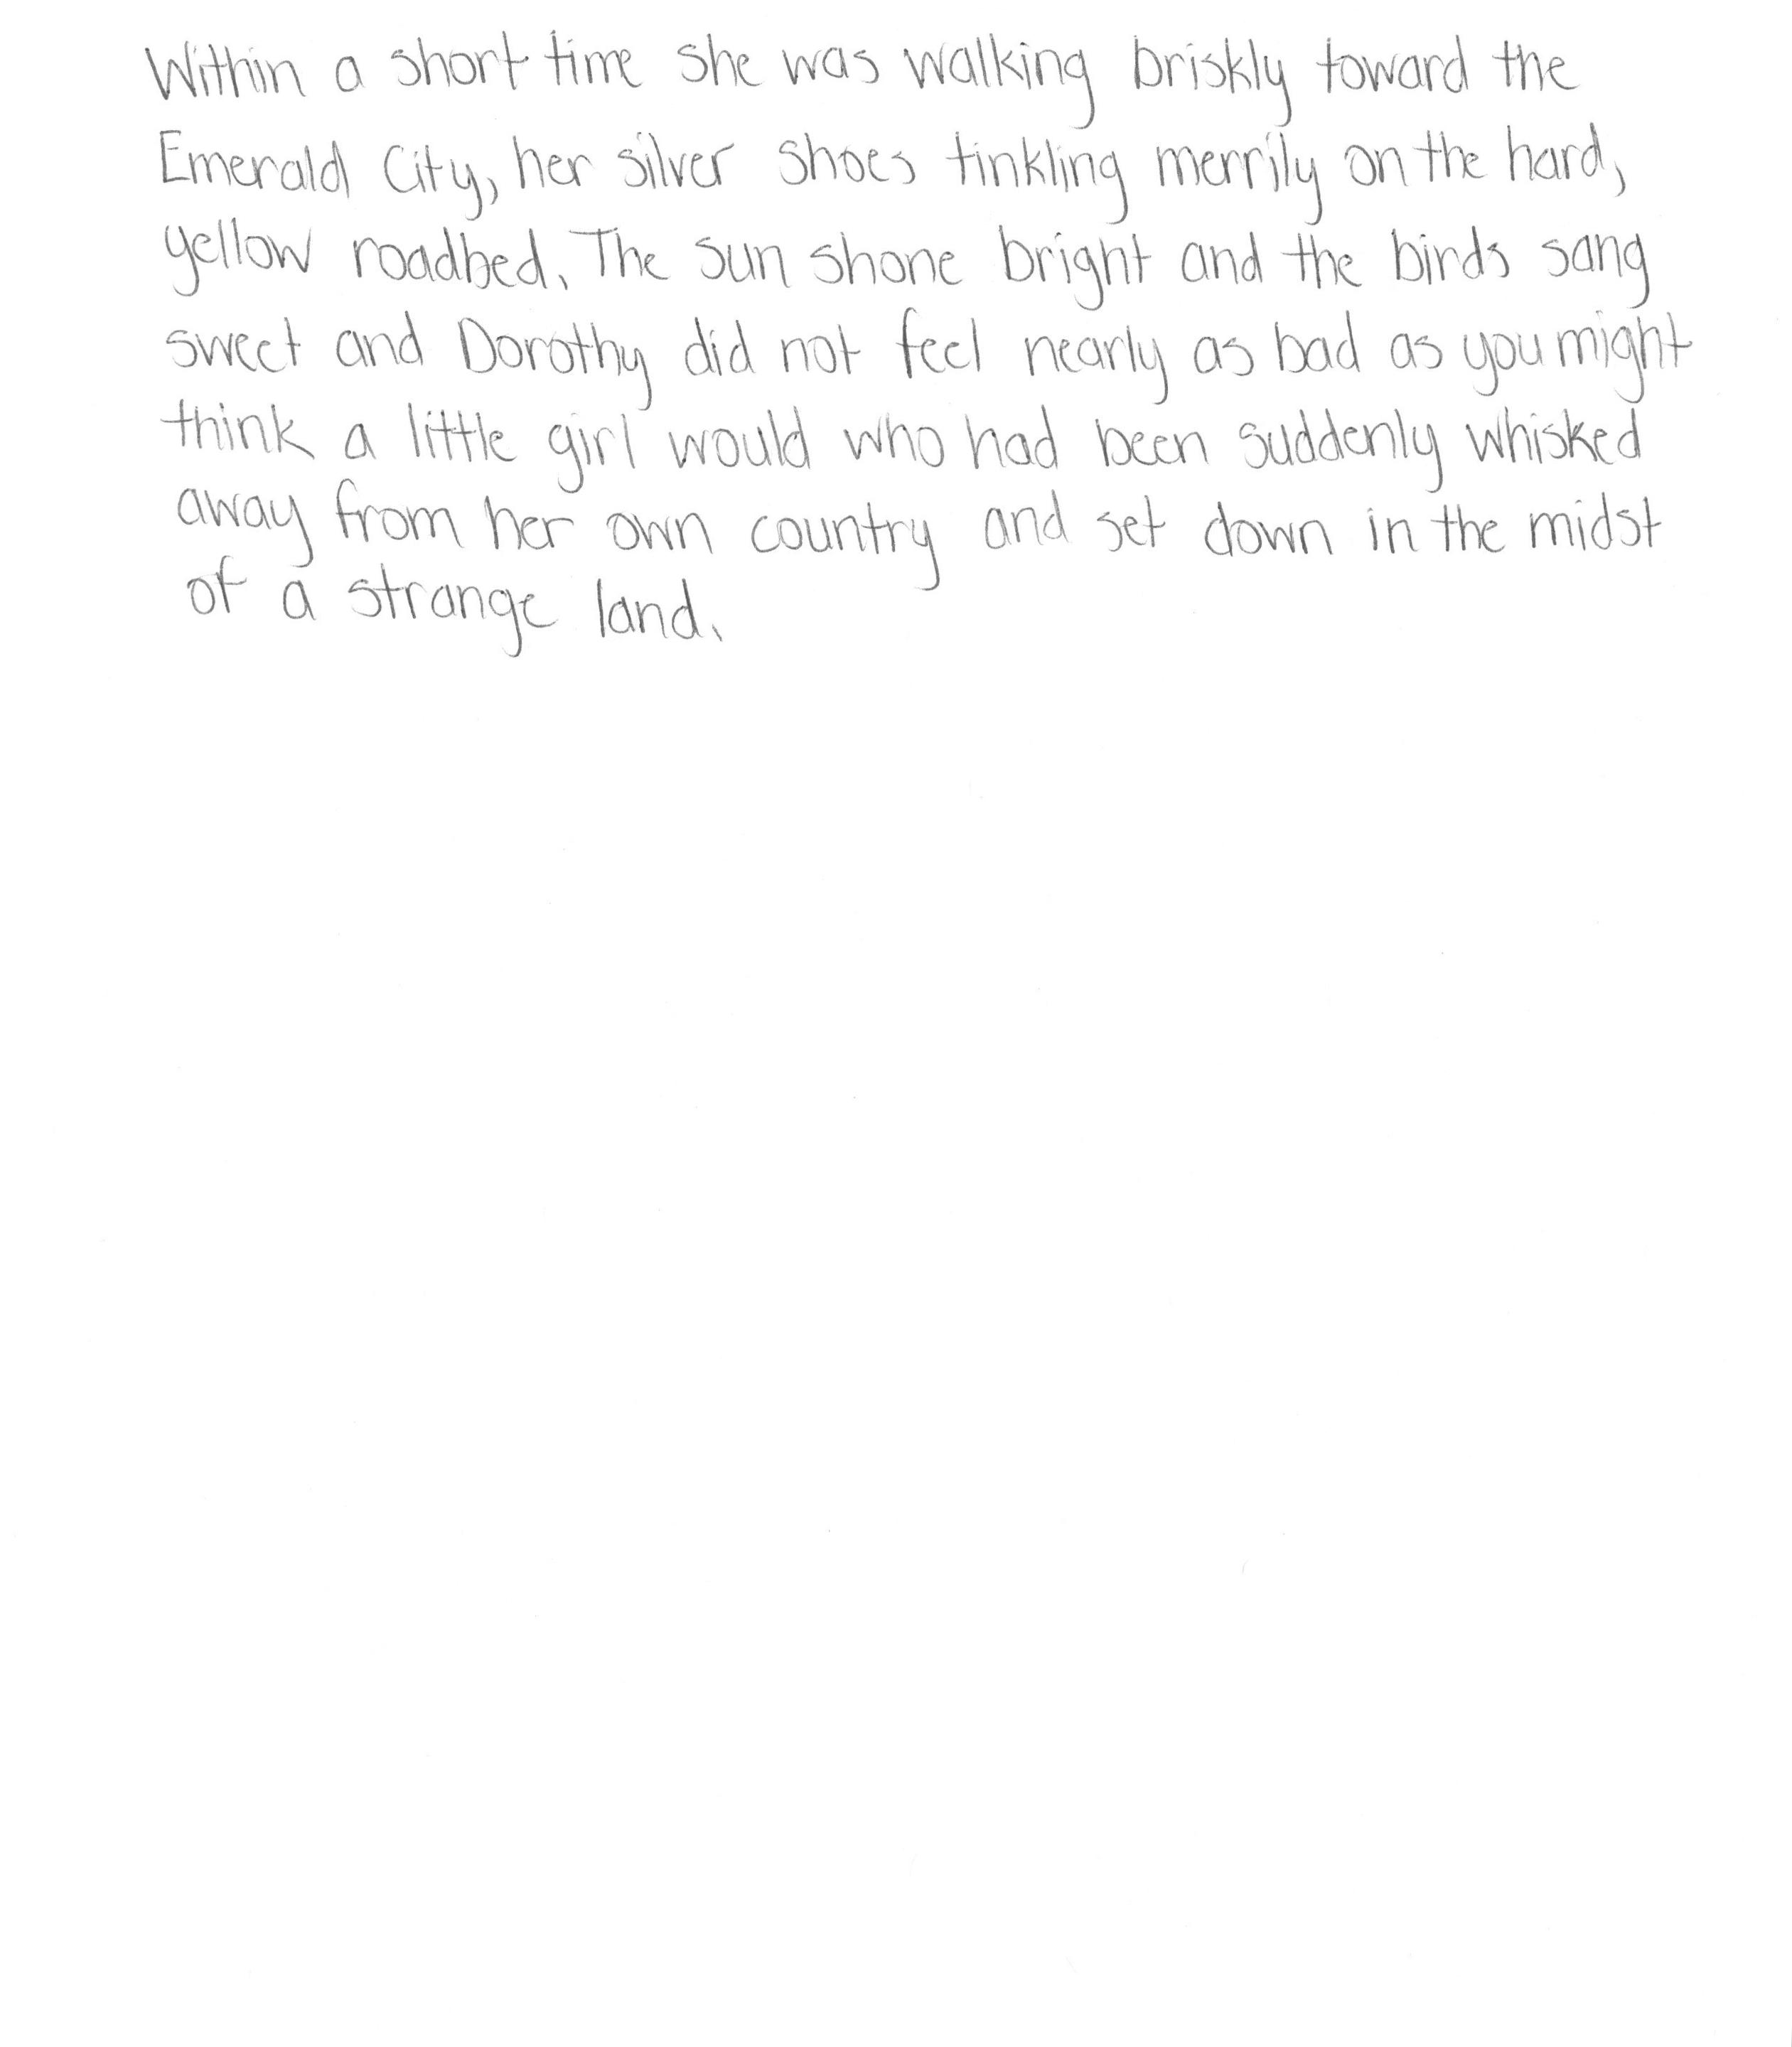 Within a short time she was walking briskly toward the
Emerald City, her silver shoes tinkling merrily on the hard,
yellow roadbed. The sun shone bright and the birds sang
sweet and Dorothy did not feel nearly as bad as you might
think a little girl would who had been suddenly whisked
away from her own country and set down in the midst
of a strange land.